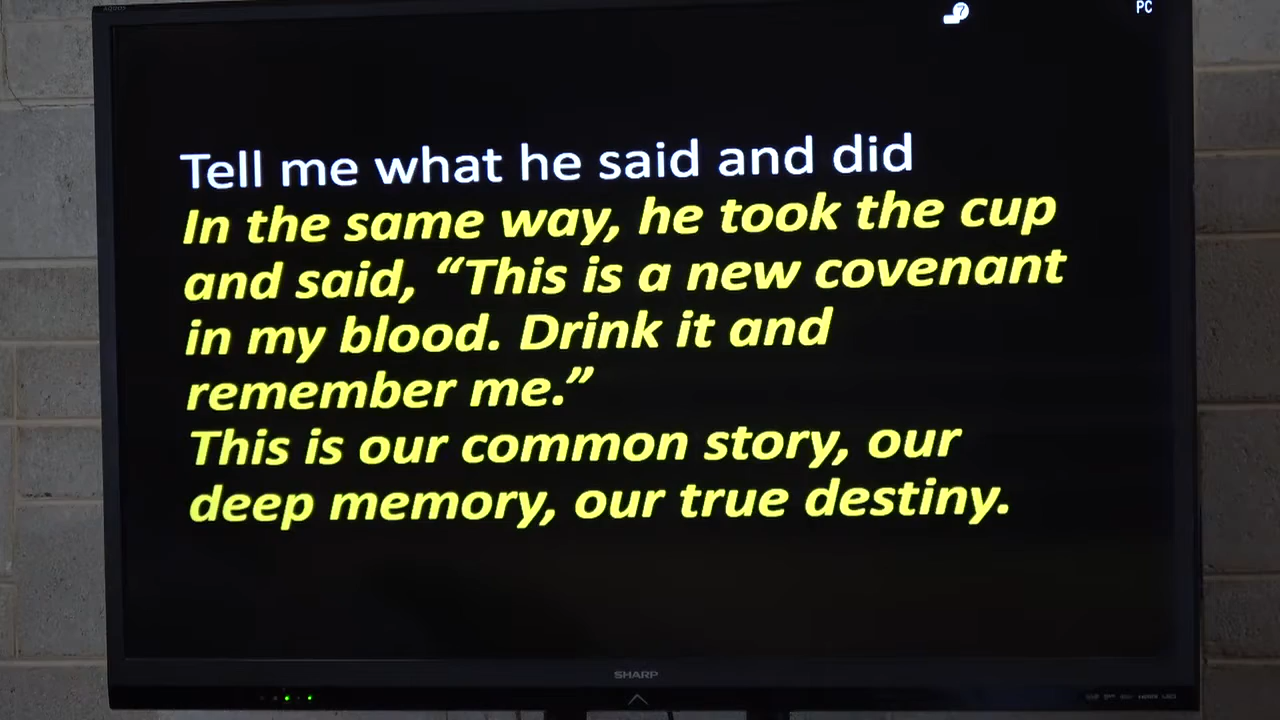 AQUOS
7
PC
Tell me what he said and did
In the same way, he took the cup
and said, “This is a new covenant
in my blood. Drink it and
remember me.”
This is our common story, our
deep memory, our true destiny.
SHARP